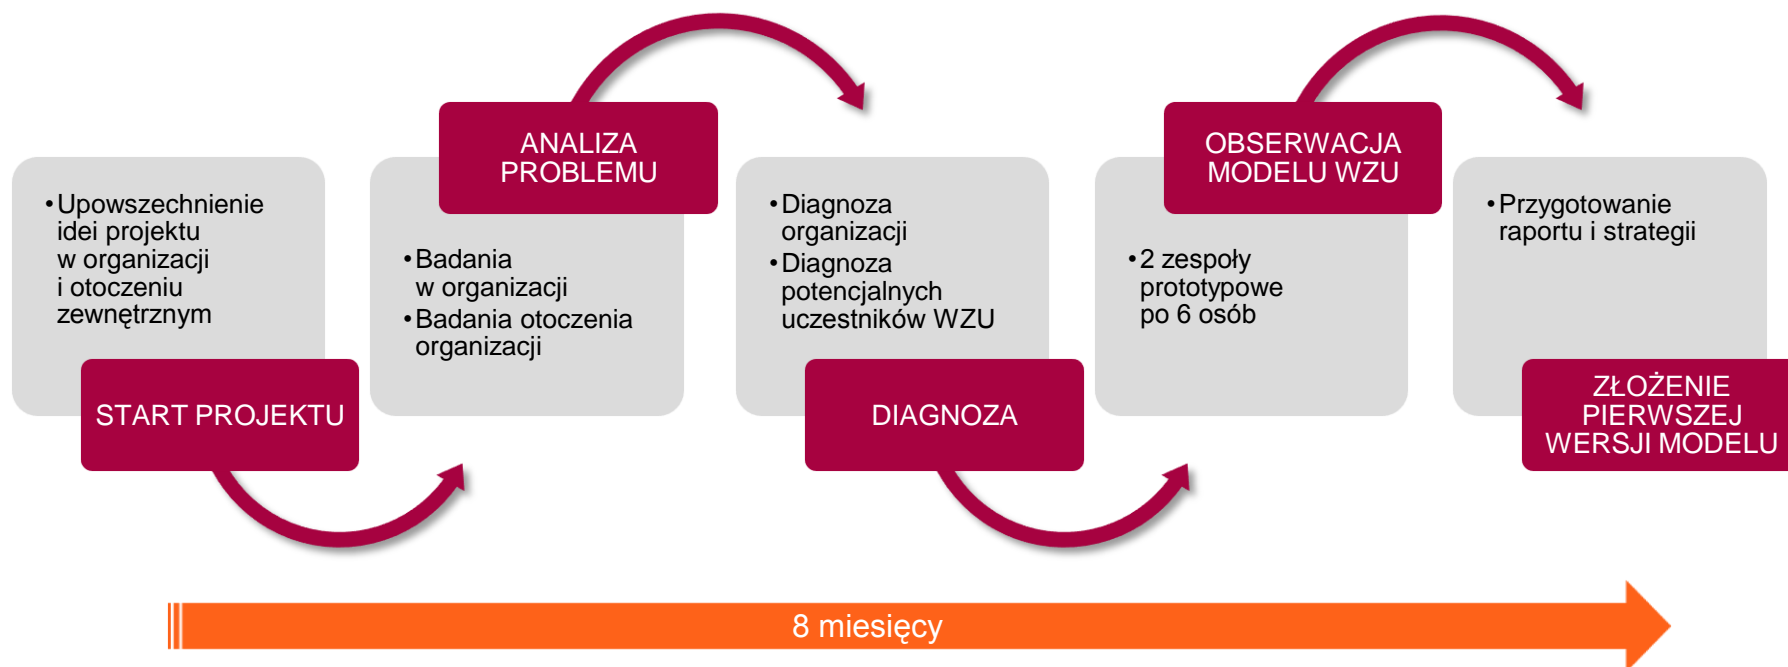 •Upowszechnienie
idei projektu
w organizacji
i otoczeniu
zewnętrznym
START PROJEKTU
ANALIZA
PROBLEMU
•Badania
w organizacji
•Badania otoczenia
organizacji
•Diagnoza
organizacji
•Diagnoza
potencjalnych
uczestników WZU
DIAGNOZA
OBSERWACJA
MODELU WZU
•2 zespoły
prototypowe
po 6 osób
•Przygotowanie
raportu i strategii
ZŁOŻENIE
PIERWSZEJ
WERSJI MODELU
8 miesięcy